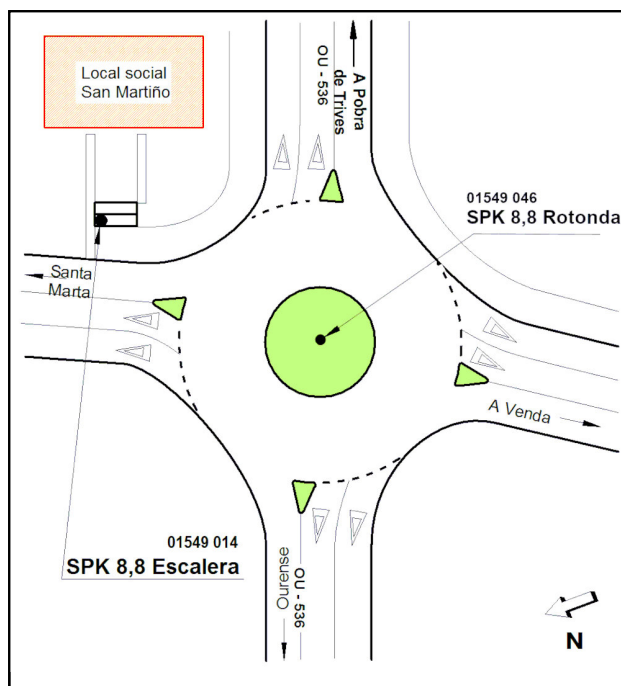 Local social
San Martiño
OU - 536
A Pobra
de Trives
01549 046
SPK 8,8 Rotonda
Santa
Marta
A Venda
01549 014
SPK 8,8 Escalera
Ourense
OU - 536
N